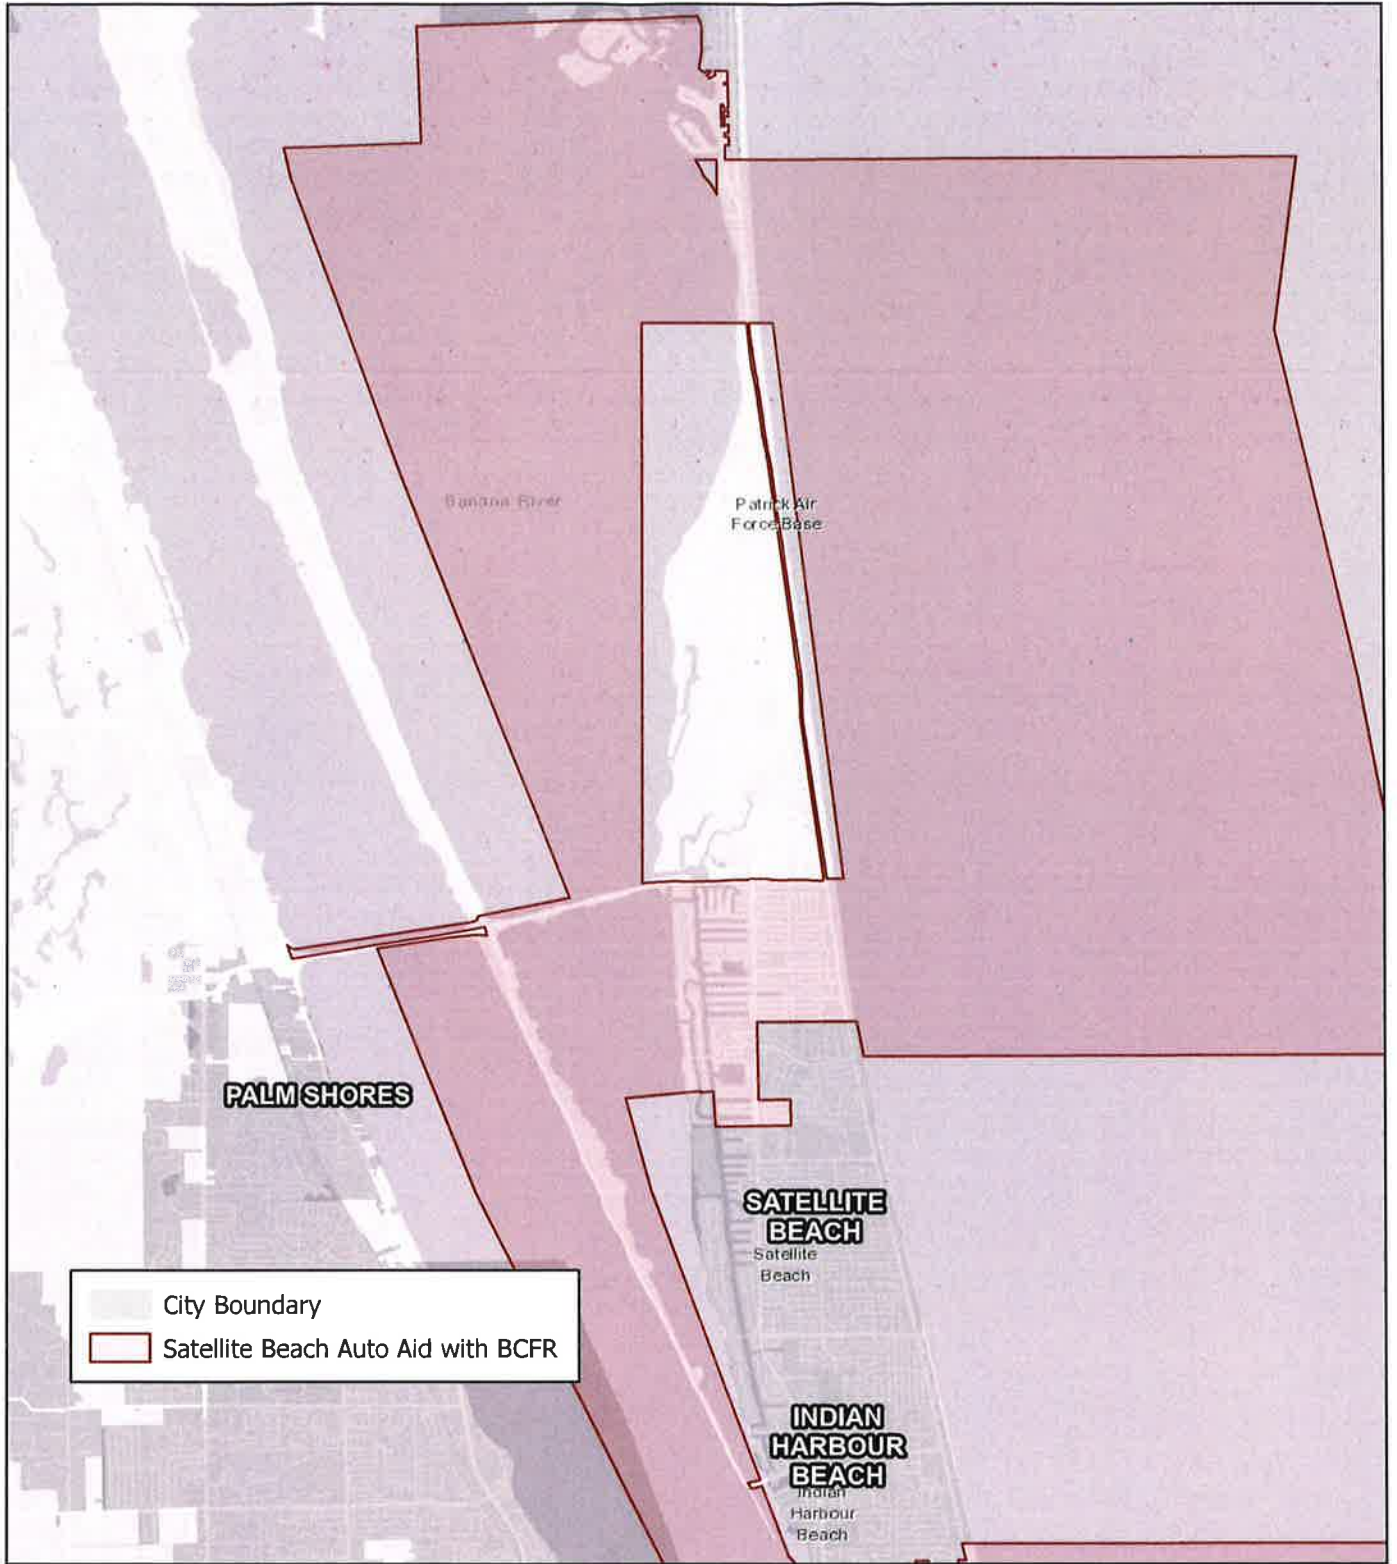 Banana River
Patrick Air
Force Base
PALM SHORES
SATELLITE
BEACH
Satellite
Beach
City Boundary
Satellite Beach Auto Aid with BCFR
INDIAN
HARBOUR
BEACH
Indian
Harbour
Beach